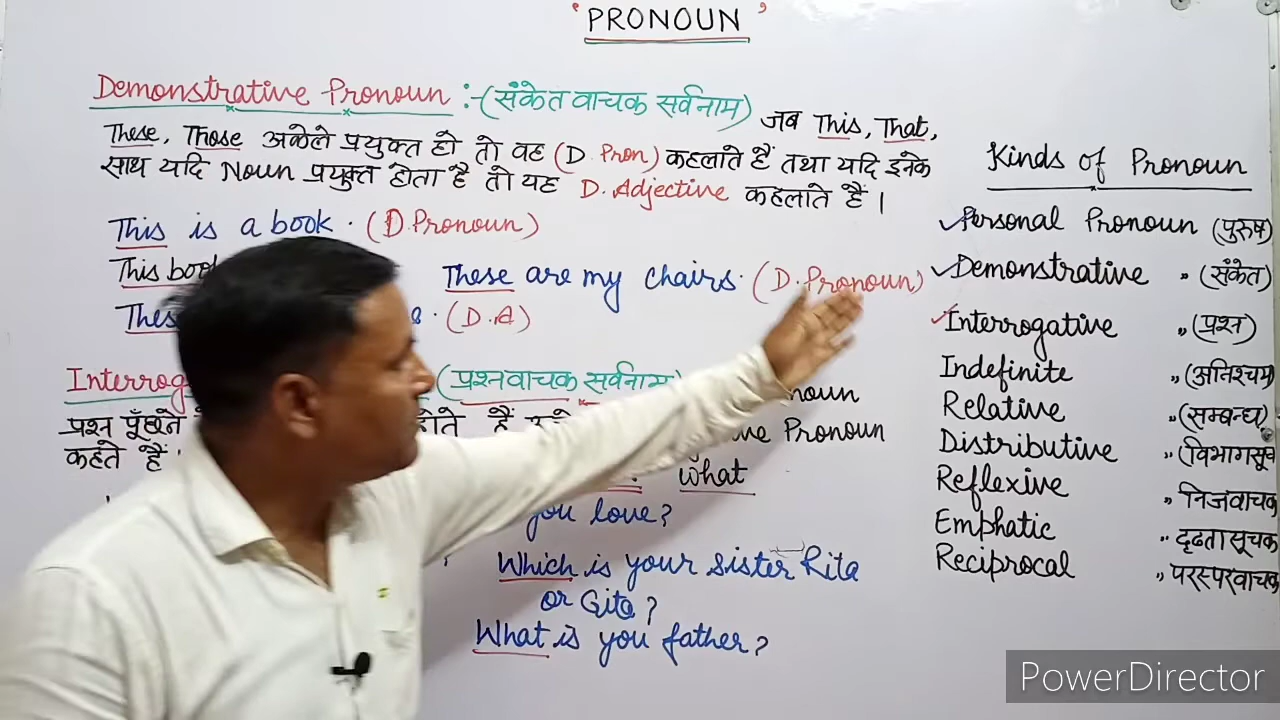 ' PRONOUN '
Demonstrative Pronoun :- (संकेत वाचक सर्वनाम) जब This, That,
These, Those अकेले प्रयुक्त हो तो वह (D. Pron) कहलाते हैं तथा यदि इनके
साथ यदि Noun प्रयुक्त होता है तो यह D. Adjective कहलाते हैं ।
This is a book. (D Pronoun)
This
These are my chairs. (D. Pronoun)
(D.A)
(प्रश्नवाचक सर्वनाम)
प्रश्न पूँछने होते हैं
Pronoun
कहते हैं ।
What
you love?
Which is your sister Rita
or Gita?
What is you father?
Kinds of Pronoun
Personal Pronoun (पुरुष)
Demonstrative " (संकेत)
Interrogative " (प्रश्न)
Indefinite " (अनिश्चय)
Relative " (सम्बन्ध)
Distributive " (विभागसूच
Reflexive " निजवाचक
Emphatic " दृढतासूचक
Reciprocal " परस्परवाचक
PowerDirector